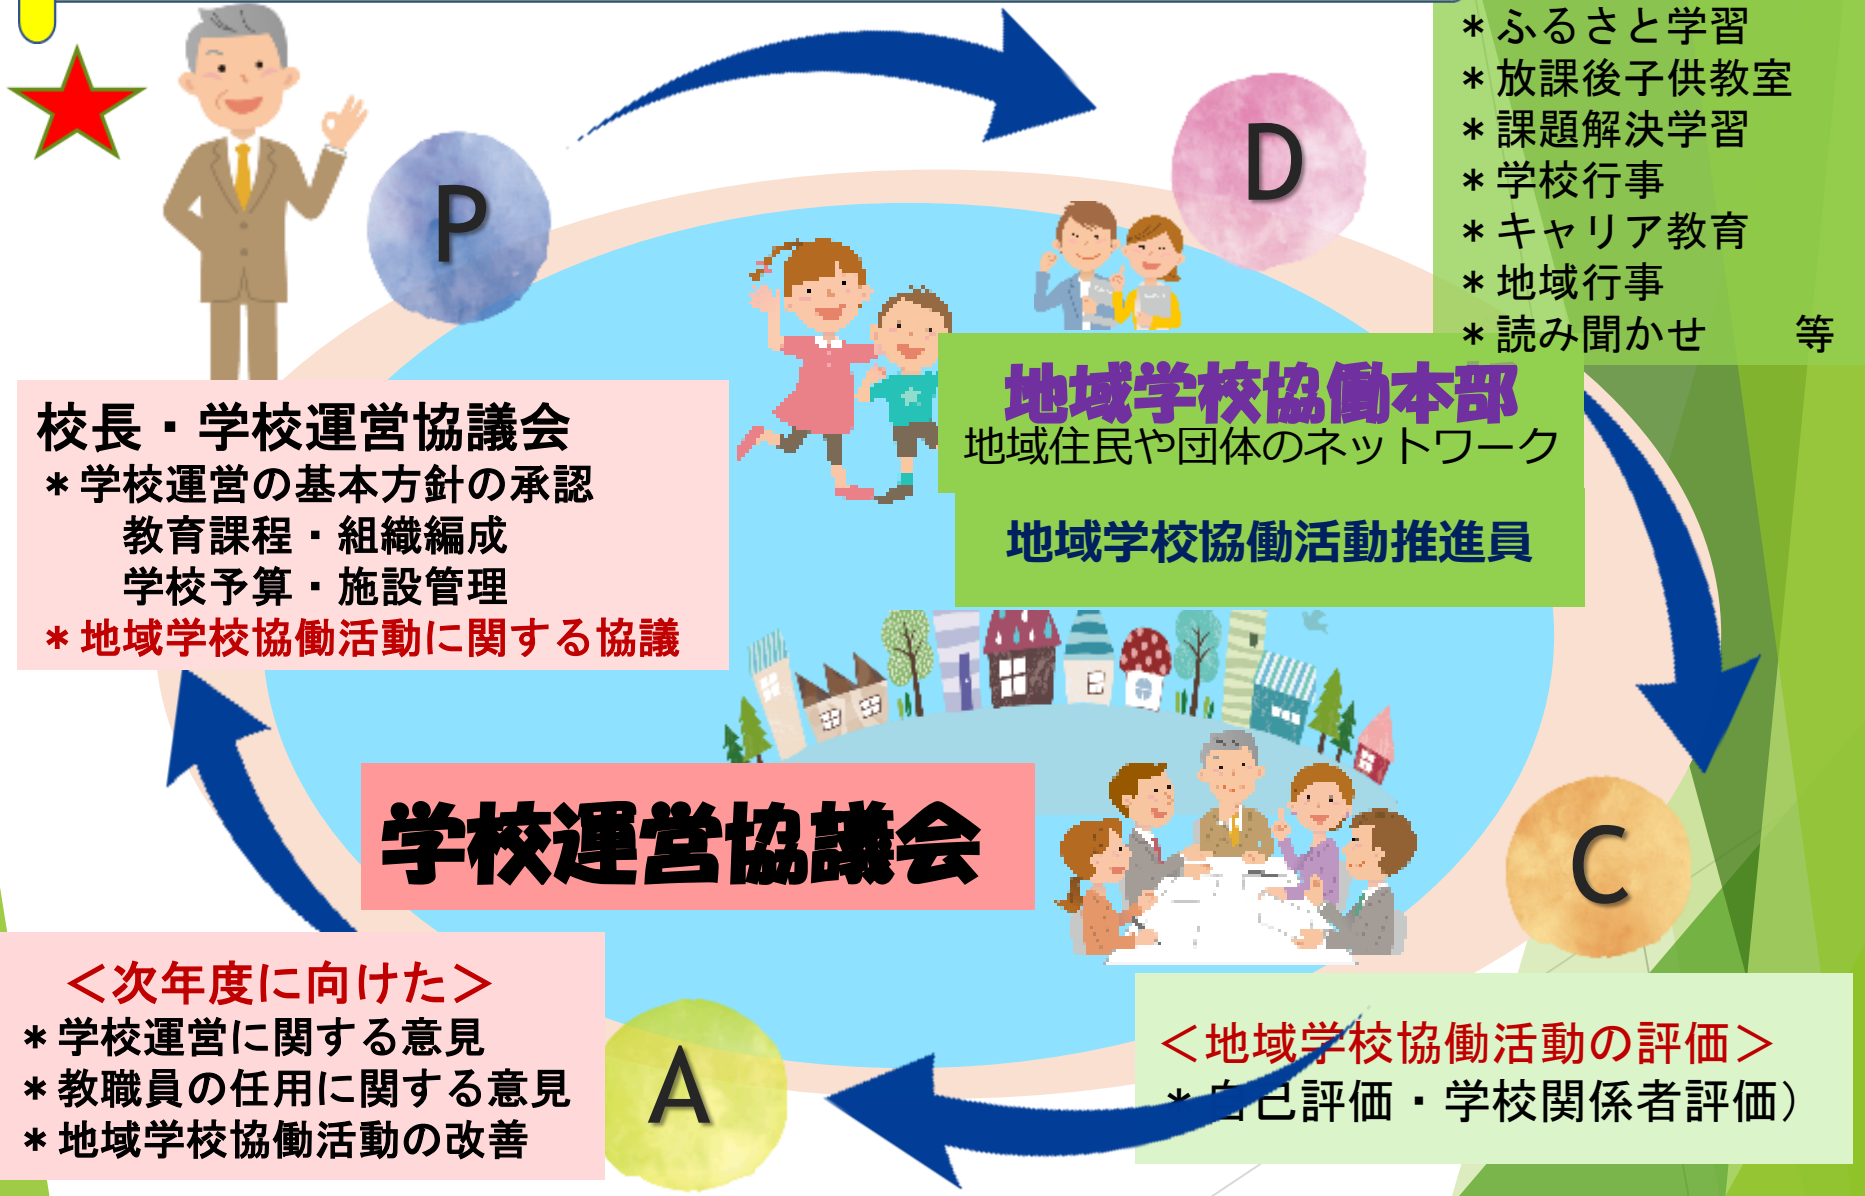 P
D
＊ふるさと学習
＊放課後子供教室
＊課題解決学習
＊学校行事
＊キャリア教育
＊地域行事
＊読み聞かせ　　等
地域学校協働本部
地域住民や団体のネットワーク
地域学校協働活動推進員
校長・学校運営協議会
＊学校運営の基本方針の承認
教育課程・組織編成
学校予算・施設管理
＊地域学校協働活動に関する協議
学校運営協議会
C
＜地域学校協働活動の評価＞
＊自己評価・学校関係者評価）
A
＜次年度に向けた＞
＊学校運営に関する意見
＊教職員の任用に関する意見
＊地域学校協働活動の改善